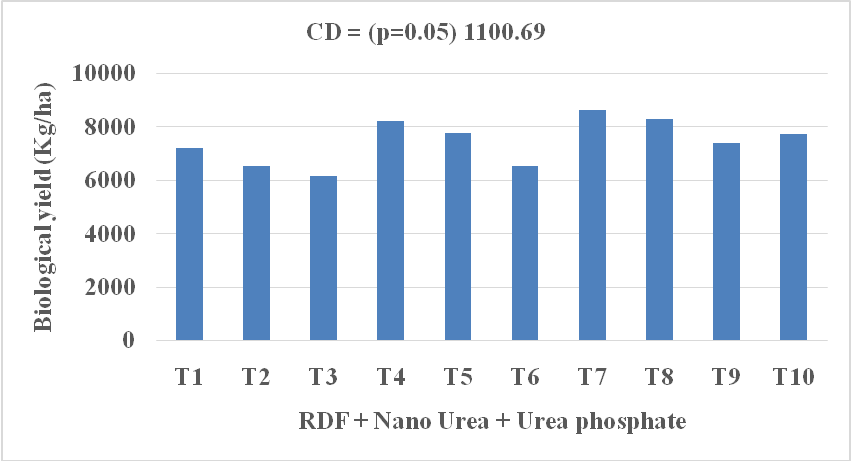 CD = (p=0.05) 1100.69
Biological yield (Kg/ha)
10000
8000
6000
4000
2000
0
T1 T2 T3 T4 T5 T6 T7 T8 T9 T10
RDF + Nano Urea + Urea phosphate